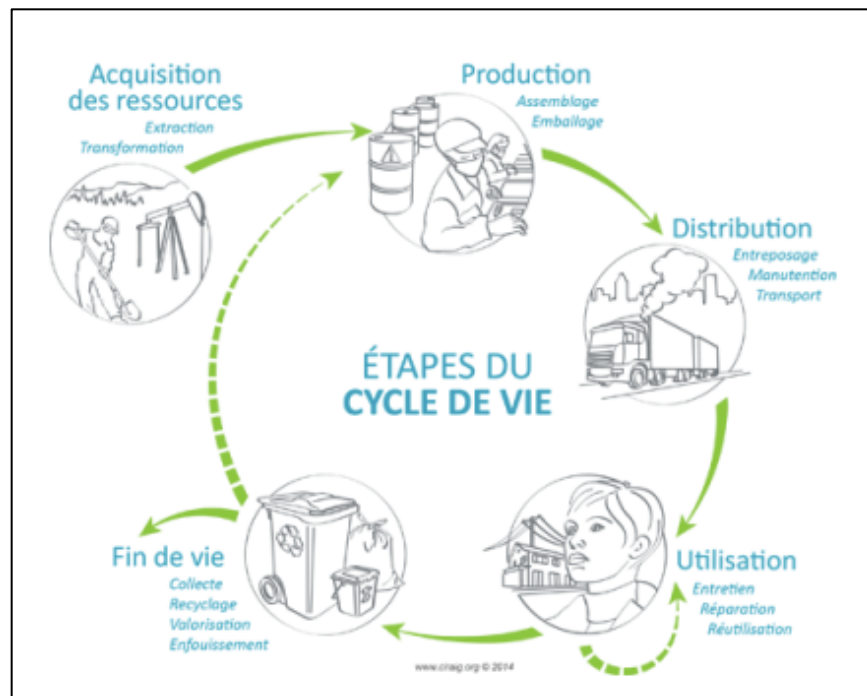 Acquisition
des ressources
Extraction
Transformation
Production
Assemblage
Emballage
Distribution
Entreposage
Manutention
Transport
ÉTAPES DU
CYCLE DE VIE
Utilisation
Entretien
Réparation
Réutilisation
Fin de vie
Collecte
Recyclage
Valorisation
Enfouissement
www.ciraig.org © 2014